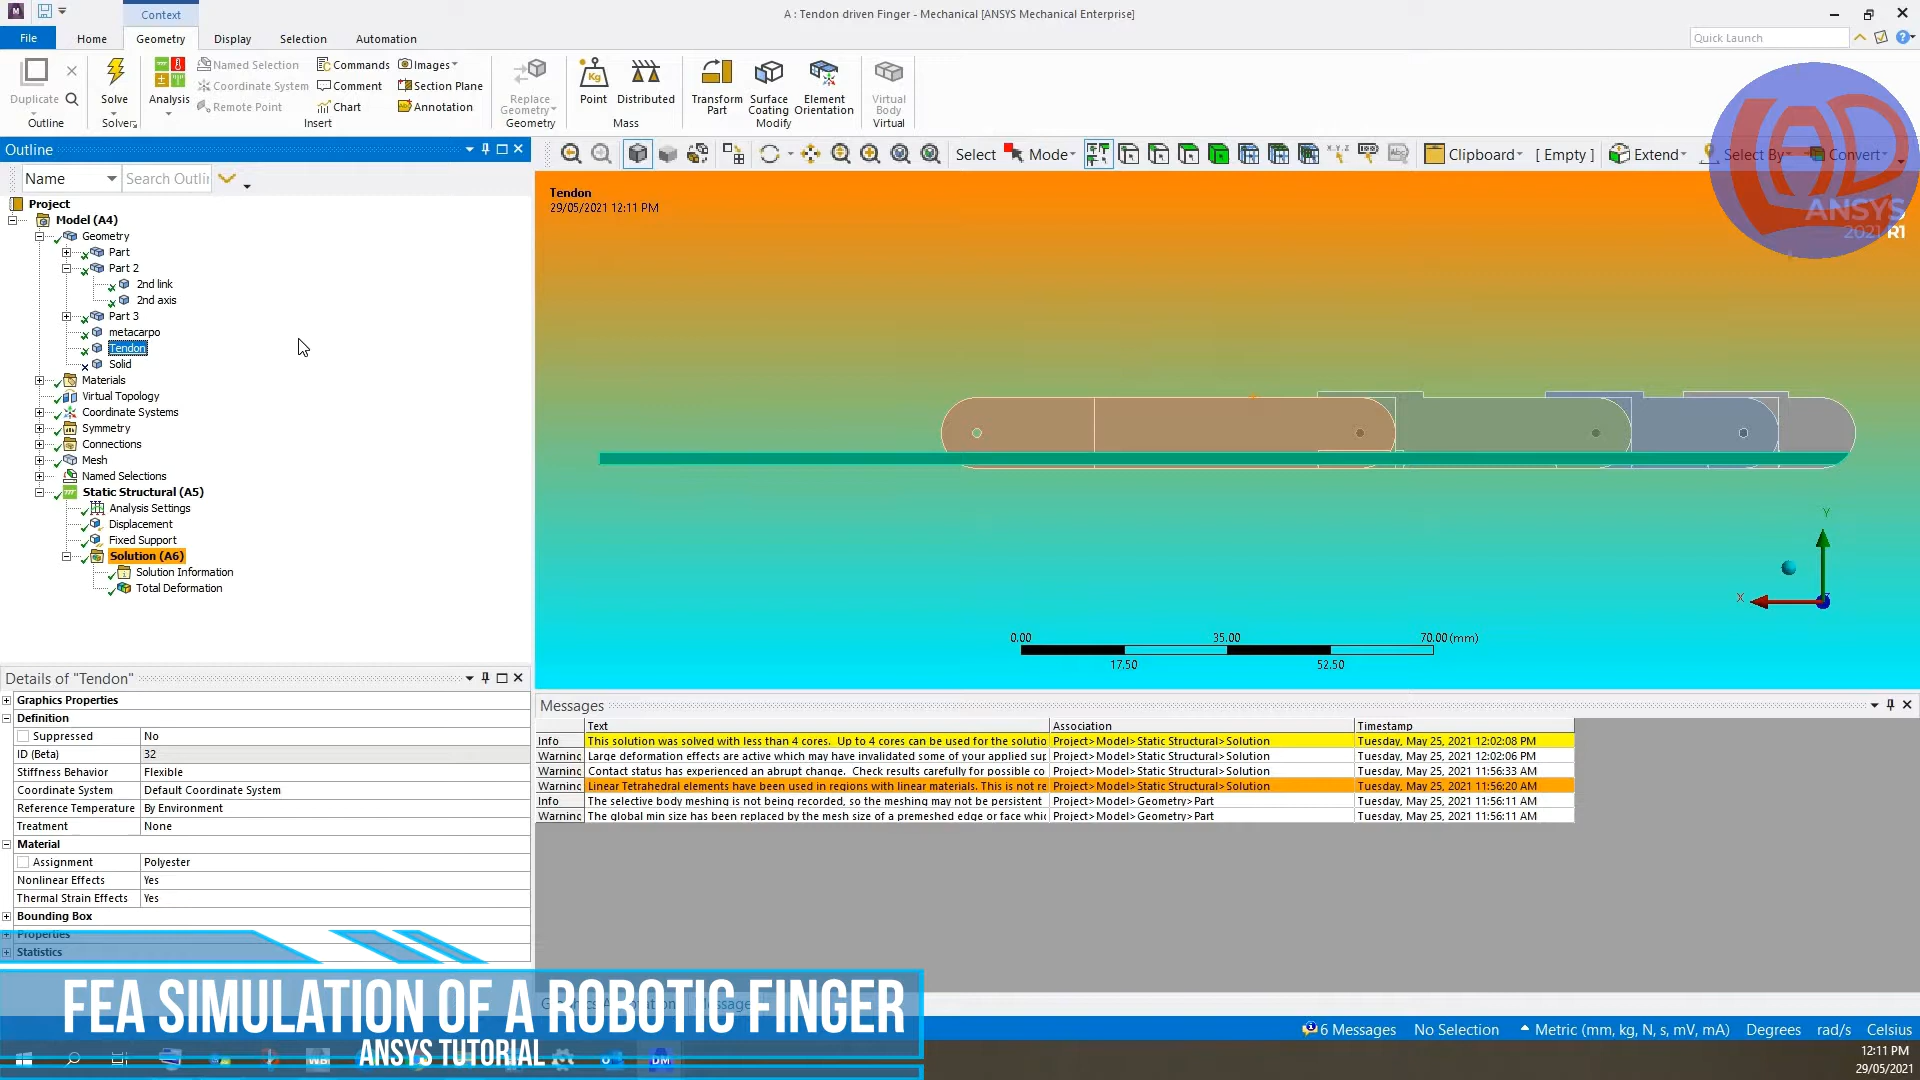 Context
A : Tendon driven Finger - Mechanical [ANSYS Mechanical Enterprise]
File Home Geometry Display Selection Automation
Quick Launch
Duplicate
Outline
Solve
Solver
Analysis
Named Selection
Coordinate System
Remote Point
Commands
Comment
Chart
Images
Section Plane
Annotation
Insert
Replace
Geometry
Geometry
Kg
Point
Distributed
Mass
Transform
Part
Surface
Coating
Element
Orientation
Modify
Virtual
Body
Virtual
Outline
Select Mode Clipboard [ Empty ] Extend Select By Convert
Name Search Outlin
Project
Model (A4)
Geometry
Part
Part 2
2nd link
2nd axis
Part 3
metacarpo
Tendon
Solid
Materials
Virtual Topology
Coordinate Systems
Symmetry
Connections
Mesh
Named Selections
Static Structural (A5)
Analysis Settings
Displacement
Fixed Support
Solution (A6)
Solution Information
Total Deformation
Tendon
29/05/2021 12:11 PM
ANSYS
2021 R1
Y
X
0.00 35.00 70.00 (mm)
17.50 52.50
Details of "Tendon"
Graphics Properties
Definition
Suppressed No
ID (Beta) 32
Stiffness Behavior Flexible
Coordinate System Default Coordinate System
Reference Temperature By Environment
Treatment None
Material
Assignment Polyester
Nonlinear Effects Yes
Thermal Strain Effects Yes
Bounding Box
Properties
Statistics
Messages
Text Association Timestamp
Info This solution was solved with less than 4 cores. Up to 4 cores can be used for the solutio Project>Model>Static Structural>Solution Tuesday, May 25, 2021 12:02:08 PM
Warning Large deformation effects are active which may have invalidated some of your applied sup Project>Model>Static Structural>Solution Tuesday, May 25, 2021 12:02:06 PM
Warning Contact status has experienced an abrupt change. Check results carefully for possible co Project>Model>Static Structural>Solution Tuesday, May 25, 2021 11:56:33 AM
Warning Linear Tetrahedral elements have been used in regions with linear materials. This is not re Project>Model>Static Structural>Solution Tuesday, May 25, 2021 11:56:20 AM
Info The selective body meshing is not being recorded, so the meshing may not be persistent Project>Model>Geometry>Part Tuesday, May 25, 2021 11:56:11 AM
Warning The global min size has been replaced by the mesh size of a premeshed edge or face whic Project>Model>Geometry>Part Tuesday, May 25, 2021 11:56:11 AM
FEA SIMULATION OF A ROBOTIC FINGER
ANSYS TUTORIAL
6 Messages No Selection Metric (mm, kg, N, s, mV, mA) Degrees rad/s Celsius
DM
12:11 PM
29/05/2021